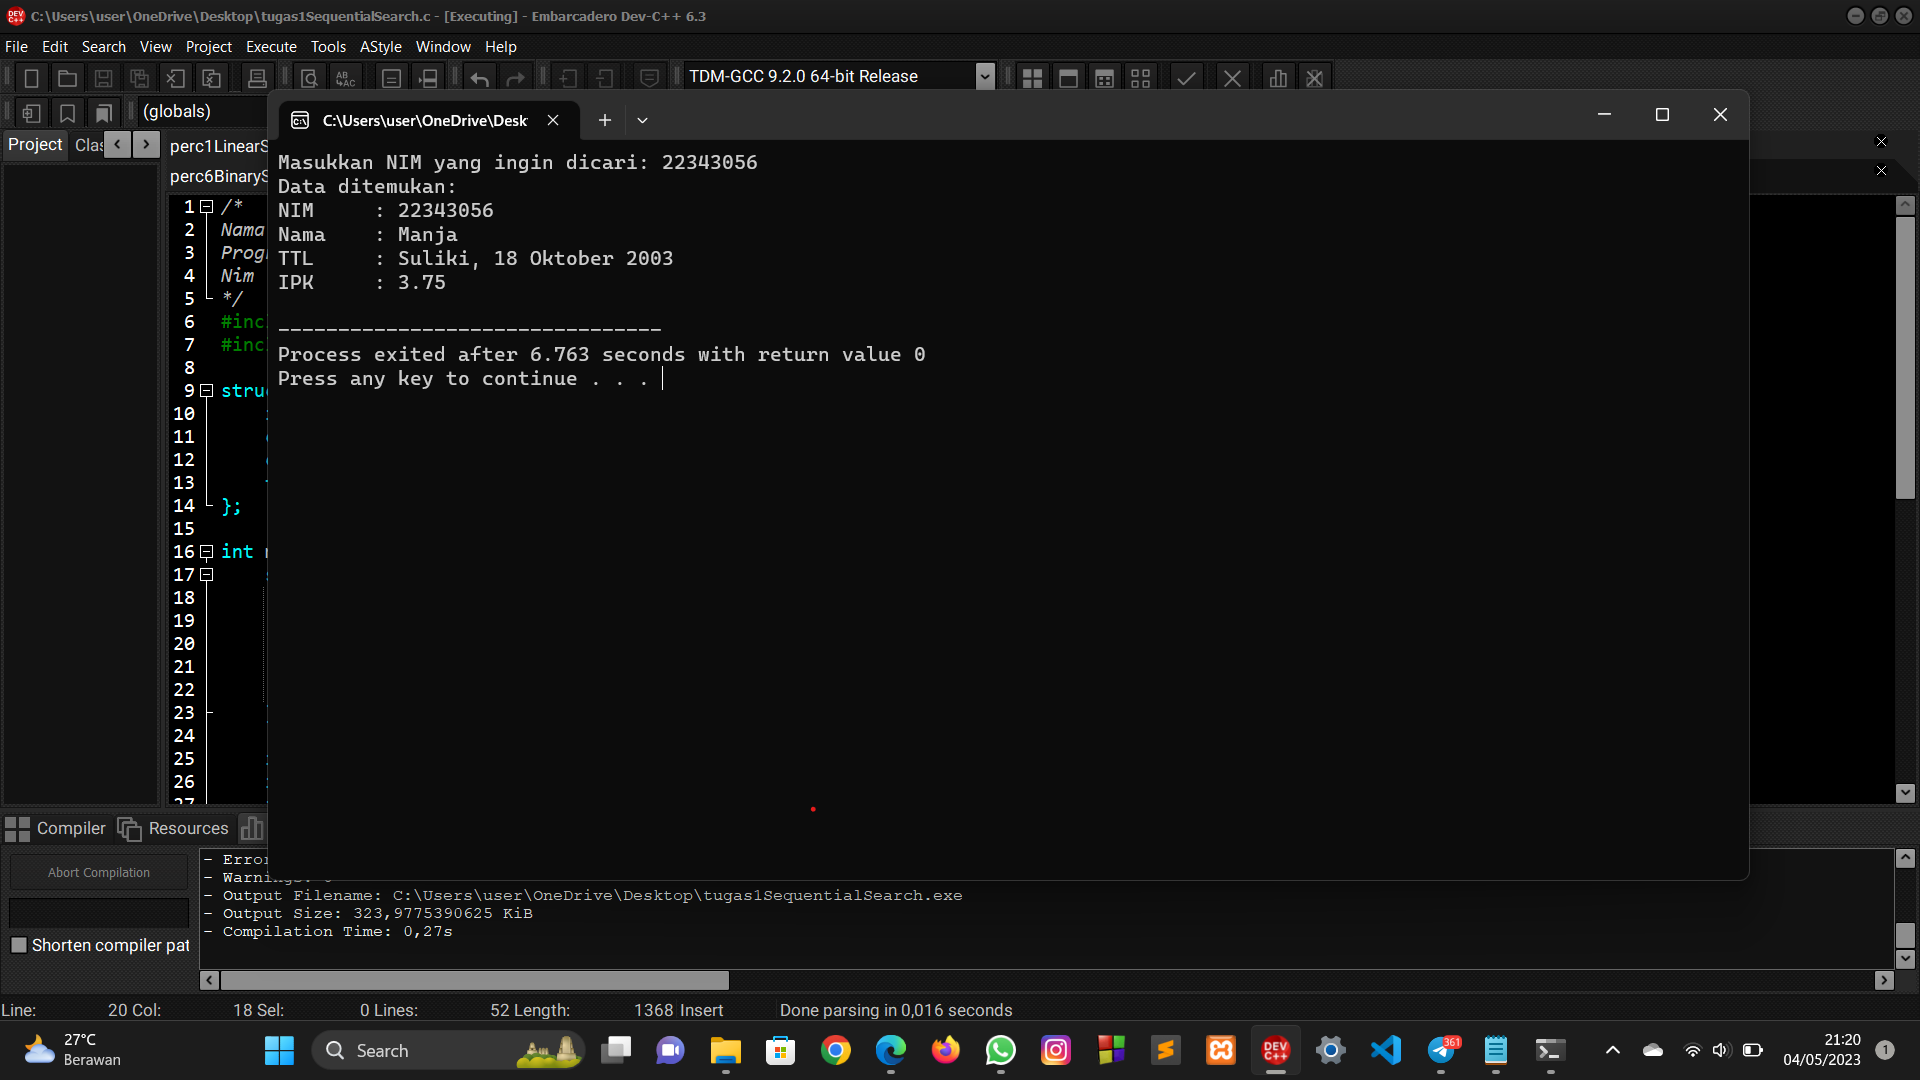 C:\Users\user\OneDrive\Desktop\tugas1SequentialSearch.c - [Executing] - Embarcadero Dev-C++ 6.3
File Edit Search View Project Execute Tools AStyle Window Help
TDM-GCC 9.2.0 64-bit Release
(globals)
C:\Users\user\OneDrive\Desk
Project Clas
perc1LinearS
perc6BinaryS
Masukkan NIM yang ingin dicari: 22343056
Data ditemukan:
NIM : 22343056
Nama : Manja
TTL : Suliki, 18 Oktober 2003
IPK : 3.75
--------------------------------
Process exited after 6.763 seconds with return value 0
Press any key to continue . . .
1 /*
2 Nama
3 Progr
4 Nim
5 */
6 #inc
7 #inc
8
9 struc
10
11
12
13
14 };
15
16 int
17
18
19
20
21
22
23
24
25
26
27
Compiler Resources
Abort Compilation
Shorten compiler pat
- Error
- Warnings: 0
- Output Filename: C:\Users\user\OneDrive\Desktop\tugas1SequentialSearch.exe
- Output Size: 323,9775390625 KiB
- Compilation Time: 0,27s
Line: 20 Col: 18 Sel: 0 Lines: 52 Length: 1368 Insert Done parsing in 0,016 seconds
27°C
Berawan
Search
DEV C++
361
21:20
04/05/2023
1